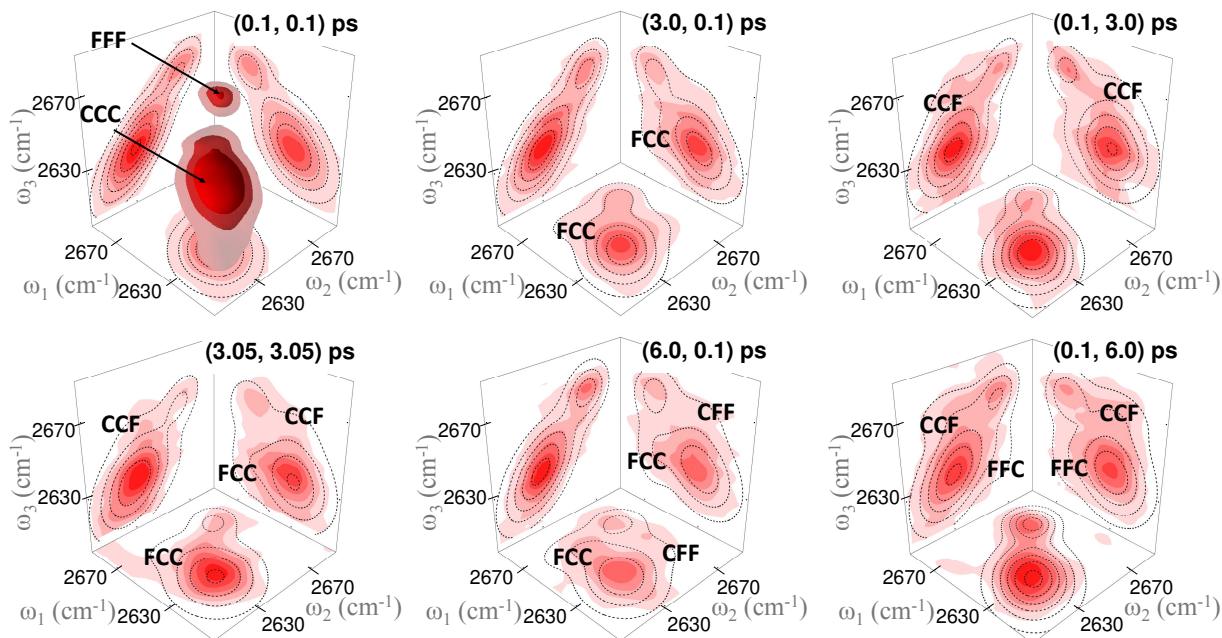 (0.1, 0.1) ps
FFF
CCC
2670
2630
ω3 (cm-1)
2670
2630
ω1 (cm-1)
2670
2630
ω2 (cm-1)
(3.0, 0.1) ps
FCC
FCC
2670
2630
ω3 (cm-1)
2670
2630
ω1 (cm-1)
2670
2630
ω2 (cm-1)
(0.1, 3.0) ps
CCF
CCF
2670
2630
ω3 (cm-1)
2670
2630
ω1 (cm-1)
2670
2630
ω2 (cm-1)
(3.05, 3.05) ps
CCF
CCF
FCC
FCC
2670
2630
ω3 (cm-1)
2670
2630
ω1 (cm-1)
2670
2630
ω2 (cm-1)
(6.0, 0.1) ps
CFF
FCC
FCC
CFF
2670
2630
ω3 (cm-1)
2670
2630
ω1 (cm-1)
2670
2630
ω2 (cm-1)
(0.1, 6.0) ps
CCF
CCF
FFC
FFC
2670
2630
ω3 (cm-1)
2670
2630
ω1 (cm-1)
2670
2630
ω2 (cm-1)